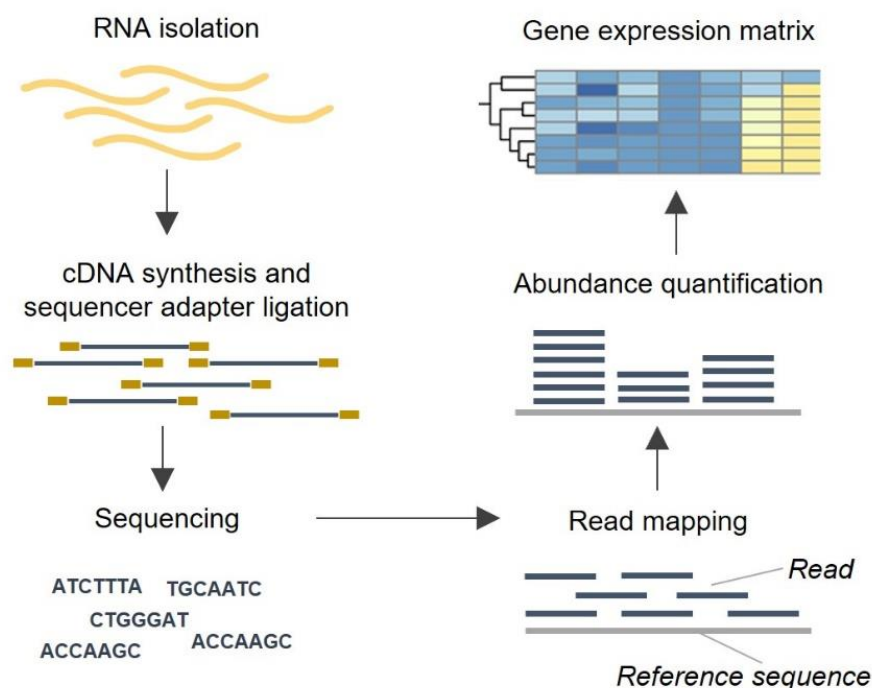 RNA isolation
cDNA synthesis and
sequencer adapter ligation
Sequencing
ATCTTTA
TGCAATC
CTGGGAT
ACCAAGC
ACCAAGC
Gene expression matrix
Abundance quantification
Read mapping
Read
Reference sequence